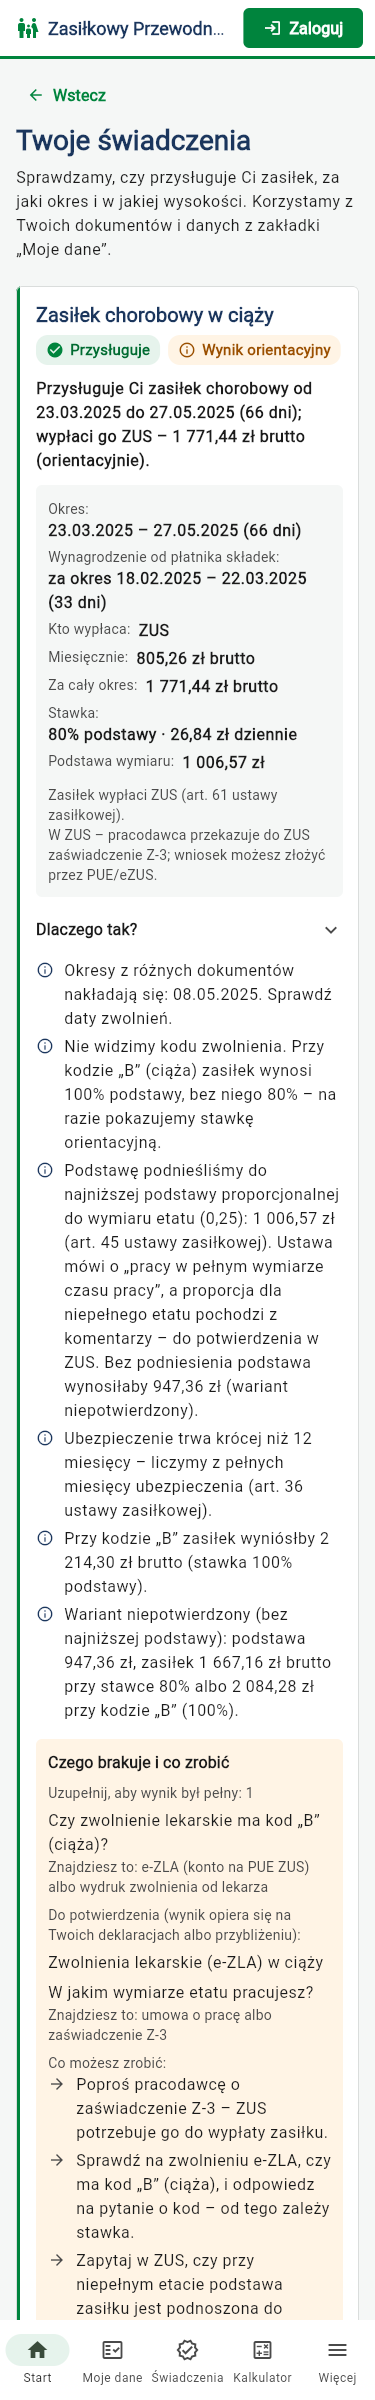 Zasiłkowy Przewodn...
Zaloguj
Wstecz
Twoje świadczenia
Sprawdzamy, czy przysługuje Ci zasiłek, za
jaki okres i w jakiej wysokości. Korzystamy z
Twoich dokumentów i danych z zakładki
„Moje dane”.
Zasiłek chorobowy w ciąży
Przysługuje
Wynik orientacyjny
Przysługuje Ci zasiłek chorobowy od
23.03.2025 do 27.05.2025 (66 dni);
wypłaci go ZUS – 1 771,44 zł brutto
(orientacyjnie).
Okres:
23.03.2025 – 27.05.2025 (66 dni)
Wynagrodzenie od płatnika składek:
za okres 18.02.2025 – 22.03.2025
(33 dni)
Kto wypłaca: ZUS
Miesięcznie: 805,26 zł brutto
Za cały okres: 1 771,44 zł brutto
Stawka:
80% podstawy · 26,84 zł dziennie
Podstawa wymiaru: 1 006,57 zł
Zasiłek wypłaci ZUS (art. 61 ustawy
zasiłkowej).
W ZUS – pracodawca przekazuje do ZUS
zaświadczenie Z-3; wniosek możesz złożyć
przez PUE/eZUS.
Dlaczego tak?
Okresy z różnych dokumentów
nakładają się: 08.05.2025. Sprawdź
daty zwolnień.
Nie widzimy kodu zwolnienia. Przy
kodzie „B” (ciąża) zasiłek wynosi
100% podstawy, bez niego 80% – na
razie pokazujemy stawkę
orientacyjną.
Podstawę podnieśliśmy do
najniższej podstawy proporcjonalnej
do wymiaru etatu (0,25): 1 006,57 zł
(art. 45 ustawy zasiłkowej). Ustawa
mówi o „pracy w pełnym wymiarze
czasu pracy”, a proporcja dla
niepełnego etatu pochodzi z
komentarzy – do potwierdzenia w
ZUS. Bez podniesienia podstawa
wynosiłaby 947,36 zł (wariant
niepotwierdzony).
Ubezpieczenie trwa krócej niż 12
miesięcy – liczymy z pełnych
miesięcy ubezpieczenia (art. 36
ustawy zasiłkowej).
Przy kodzie „B” zasiłek wyniósłby 2
214,30 zł brutto (stawka 100%
podstawy).
Wariant niepotwierdzony (bez
najniższej podstawy): podstawa
947,36 zł, zasiłek 1 667,16 zł brutto
przy stawce 80% albo 2 084,28 zł
przy kodzie „B” (100%).
Czego brakuje i co zrobić
Uzupełnij, aby wynik był pełny: 1
Czy zwolnienie lekarskie ma kod „B”
(ciąża)?
Znajdziesz to: e-ZLA (konto na PUE ZUS)
albo wydruk zwolnienia od lekarza
Do potwierdzenia (wynik opiera się na
Twoich deklaracjach albo przybliżeniu):
Zwolnienia lekarskie (e-ZLA) w ciąży
W jakim wymiarze etatu pracujesz?
Znajdziesz to: umowa o pracę albo
zaświadczenie Z-3
Co możesz zrobić:
Poproś pracodawcę o
zaświadczenie Z-3 – ZUS
potrzebuje go do wypłaty zasiłku.
Sprawdź na zwolnieniu e-ZLA, czy
ma kod „B” (ciąża), i odpowiedz
na pytanie o kod – od tego zależy
stawka.
Zapytaj w ZUS, czy przy
niepełnym etacie podstawa
zasiłku jest podnoszona do
Start
Moje dane
Świadczenia
Kalkulator
Więcej